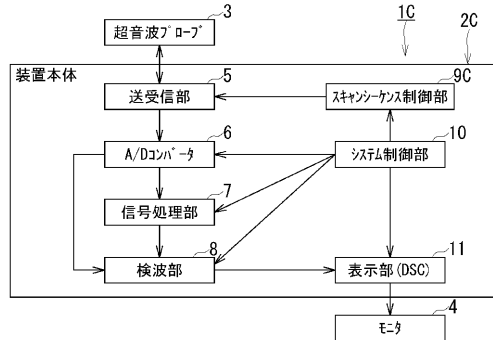 3
1C
2C
超音波ﾌﾟﾛｰﾌﾞ
装置本体
5
9C
送受信部
ｽｷｬﾝｼｰｹﾝｽ制御部
6
10
A/Dｺﾝﾊﾞｰﾀ
ｼｽﾃﾑ制御部
7
信号処理部
8
11
検波部
表示部(DSC)
4
ﾓﾆﾀ